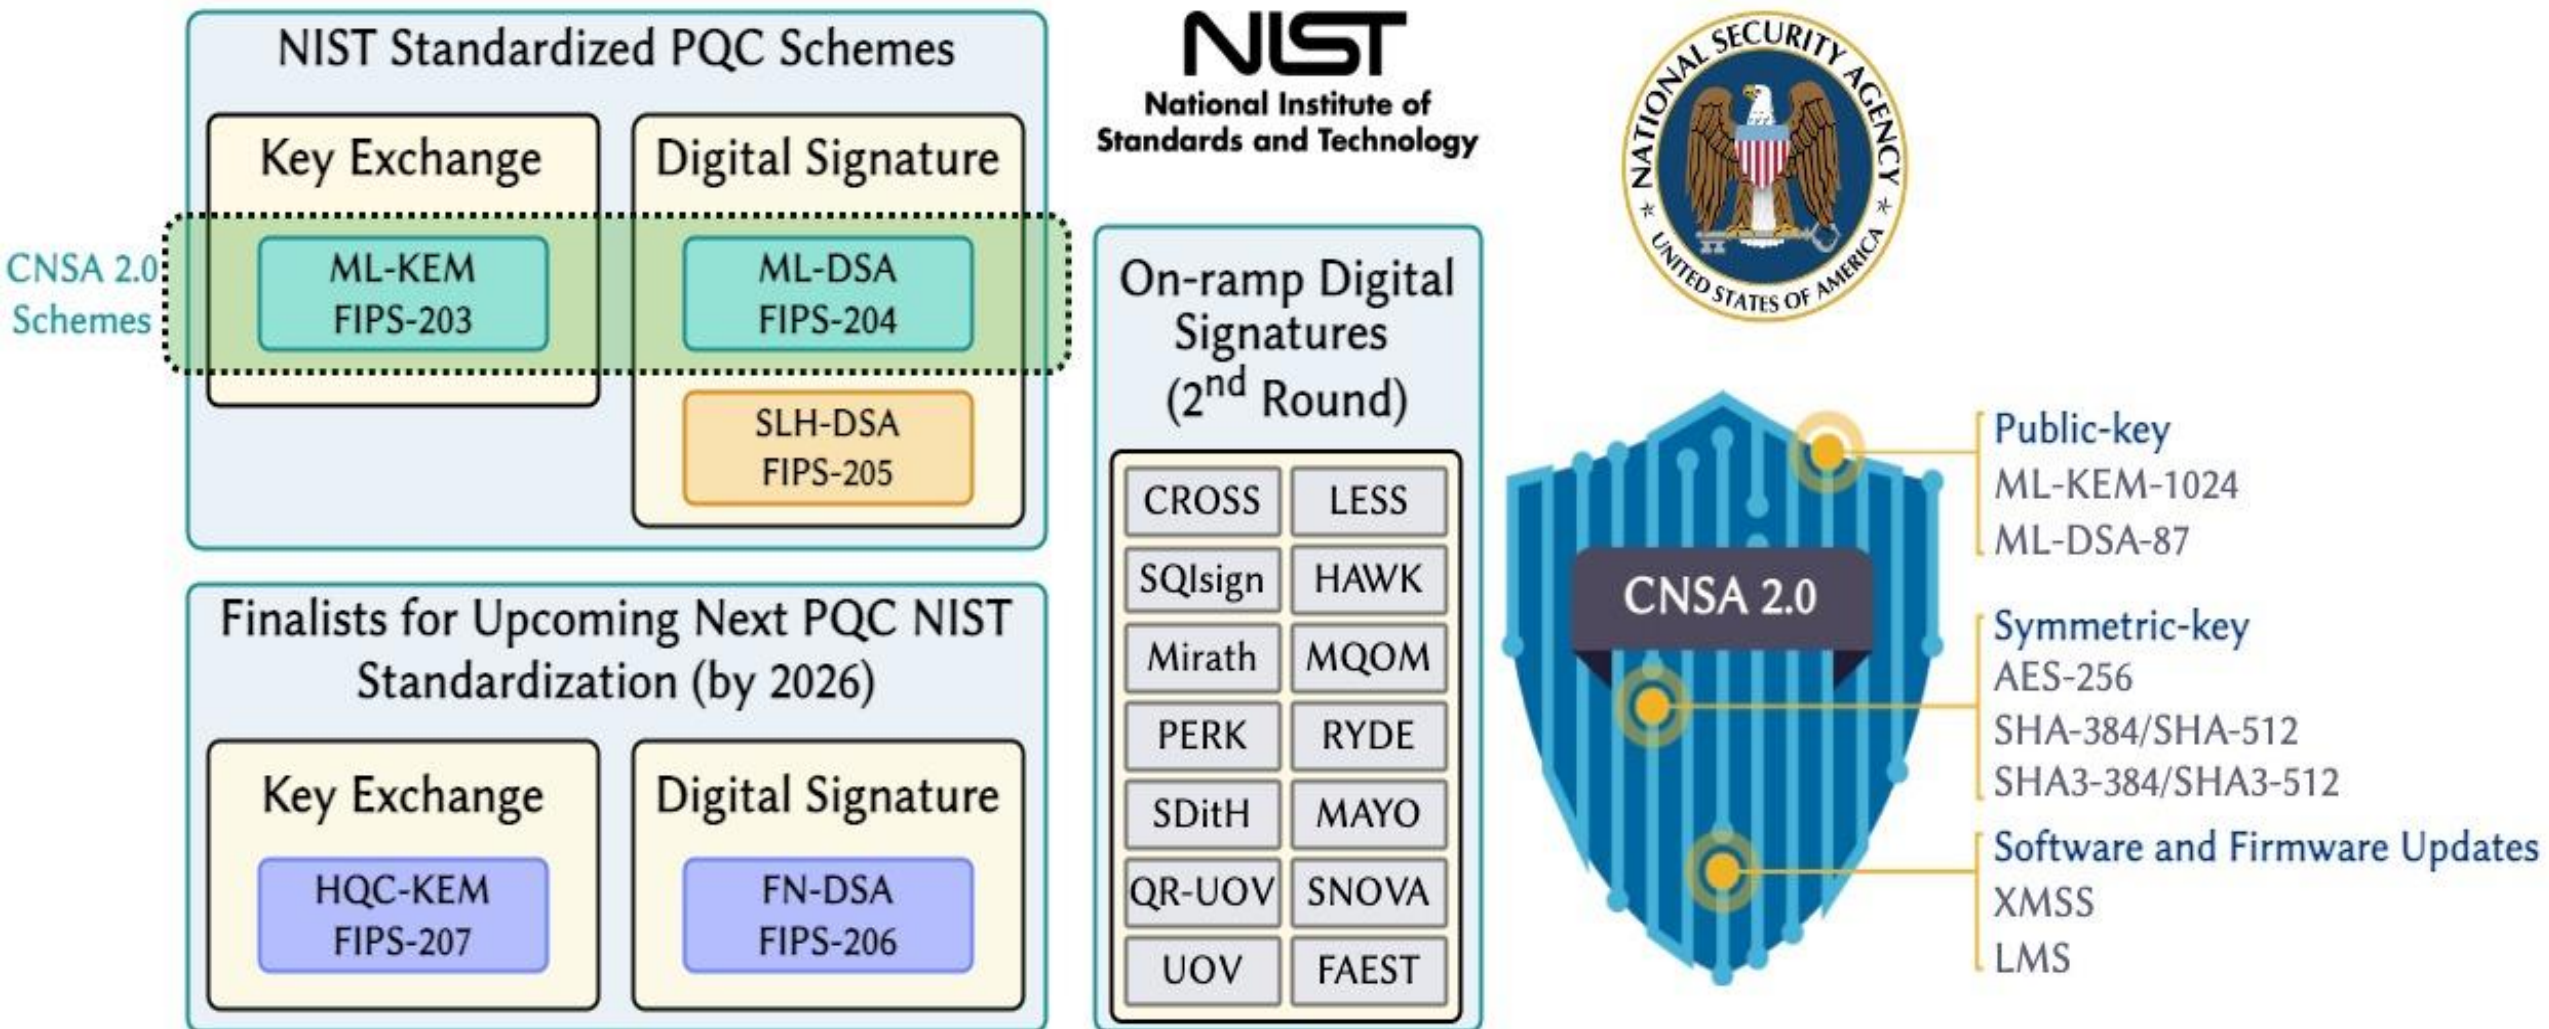 NIST Standardized PQC Schemes
Key Exchange
Digital Signature
CNSA 2.0
Schemes
ML-KEM
FIPS-203
ML-DSA
FIPS-204
SLH-DSA
FIPS-205
Finalists for Upcoming Next PQC NIST
Standardization (by 2026)
Key Exchange
Digital Signature
HQC-KEM
FIPS-207
FN-DSA
FIPS-206
NIST
National Institute of
Standards and Technology
On-ramp Digital
Signatures
(2nd Round)
CROSS LESS
SQIsign HAWK
Mirath MQOM
PERK RYDE
SDitH MAYO
QR-UOV SNOVA
UOV FAEST
NATIONAL SECURITY AGENCY
UNITED STATES OF AMERICA
CNSA 2.0
Public-key
ML-KEM-1024
ML-DSA-87
Symmetric-key
AES-256
SHA-384/SHA-512
SHA3-384/SHA3-512
Software and Firmware Updates
XMSS
LMS